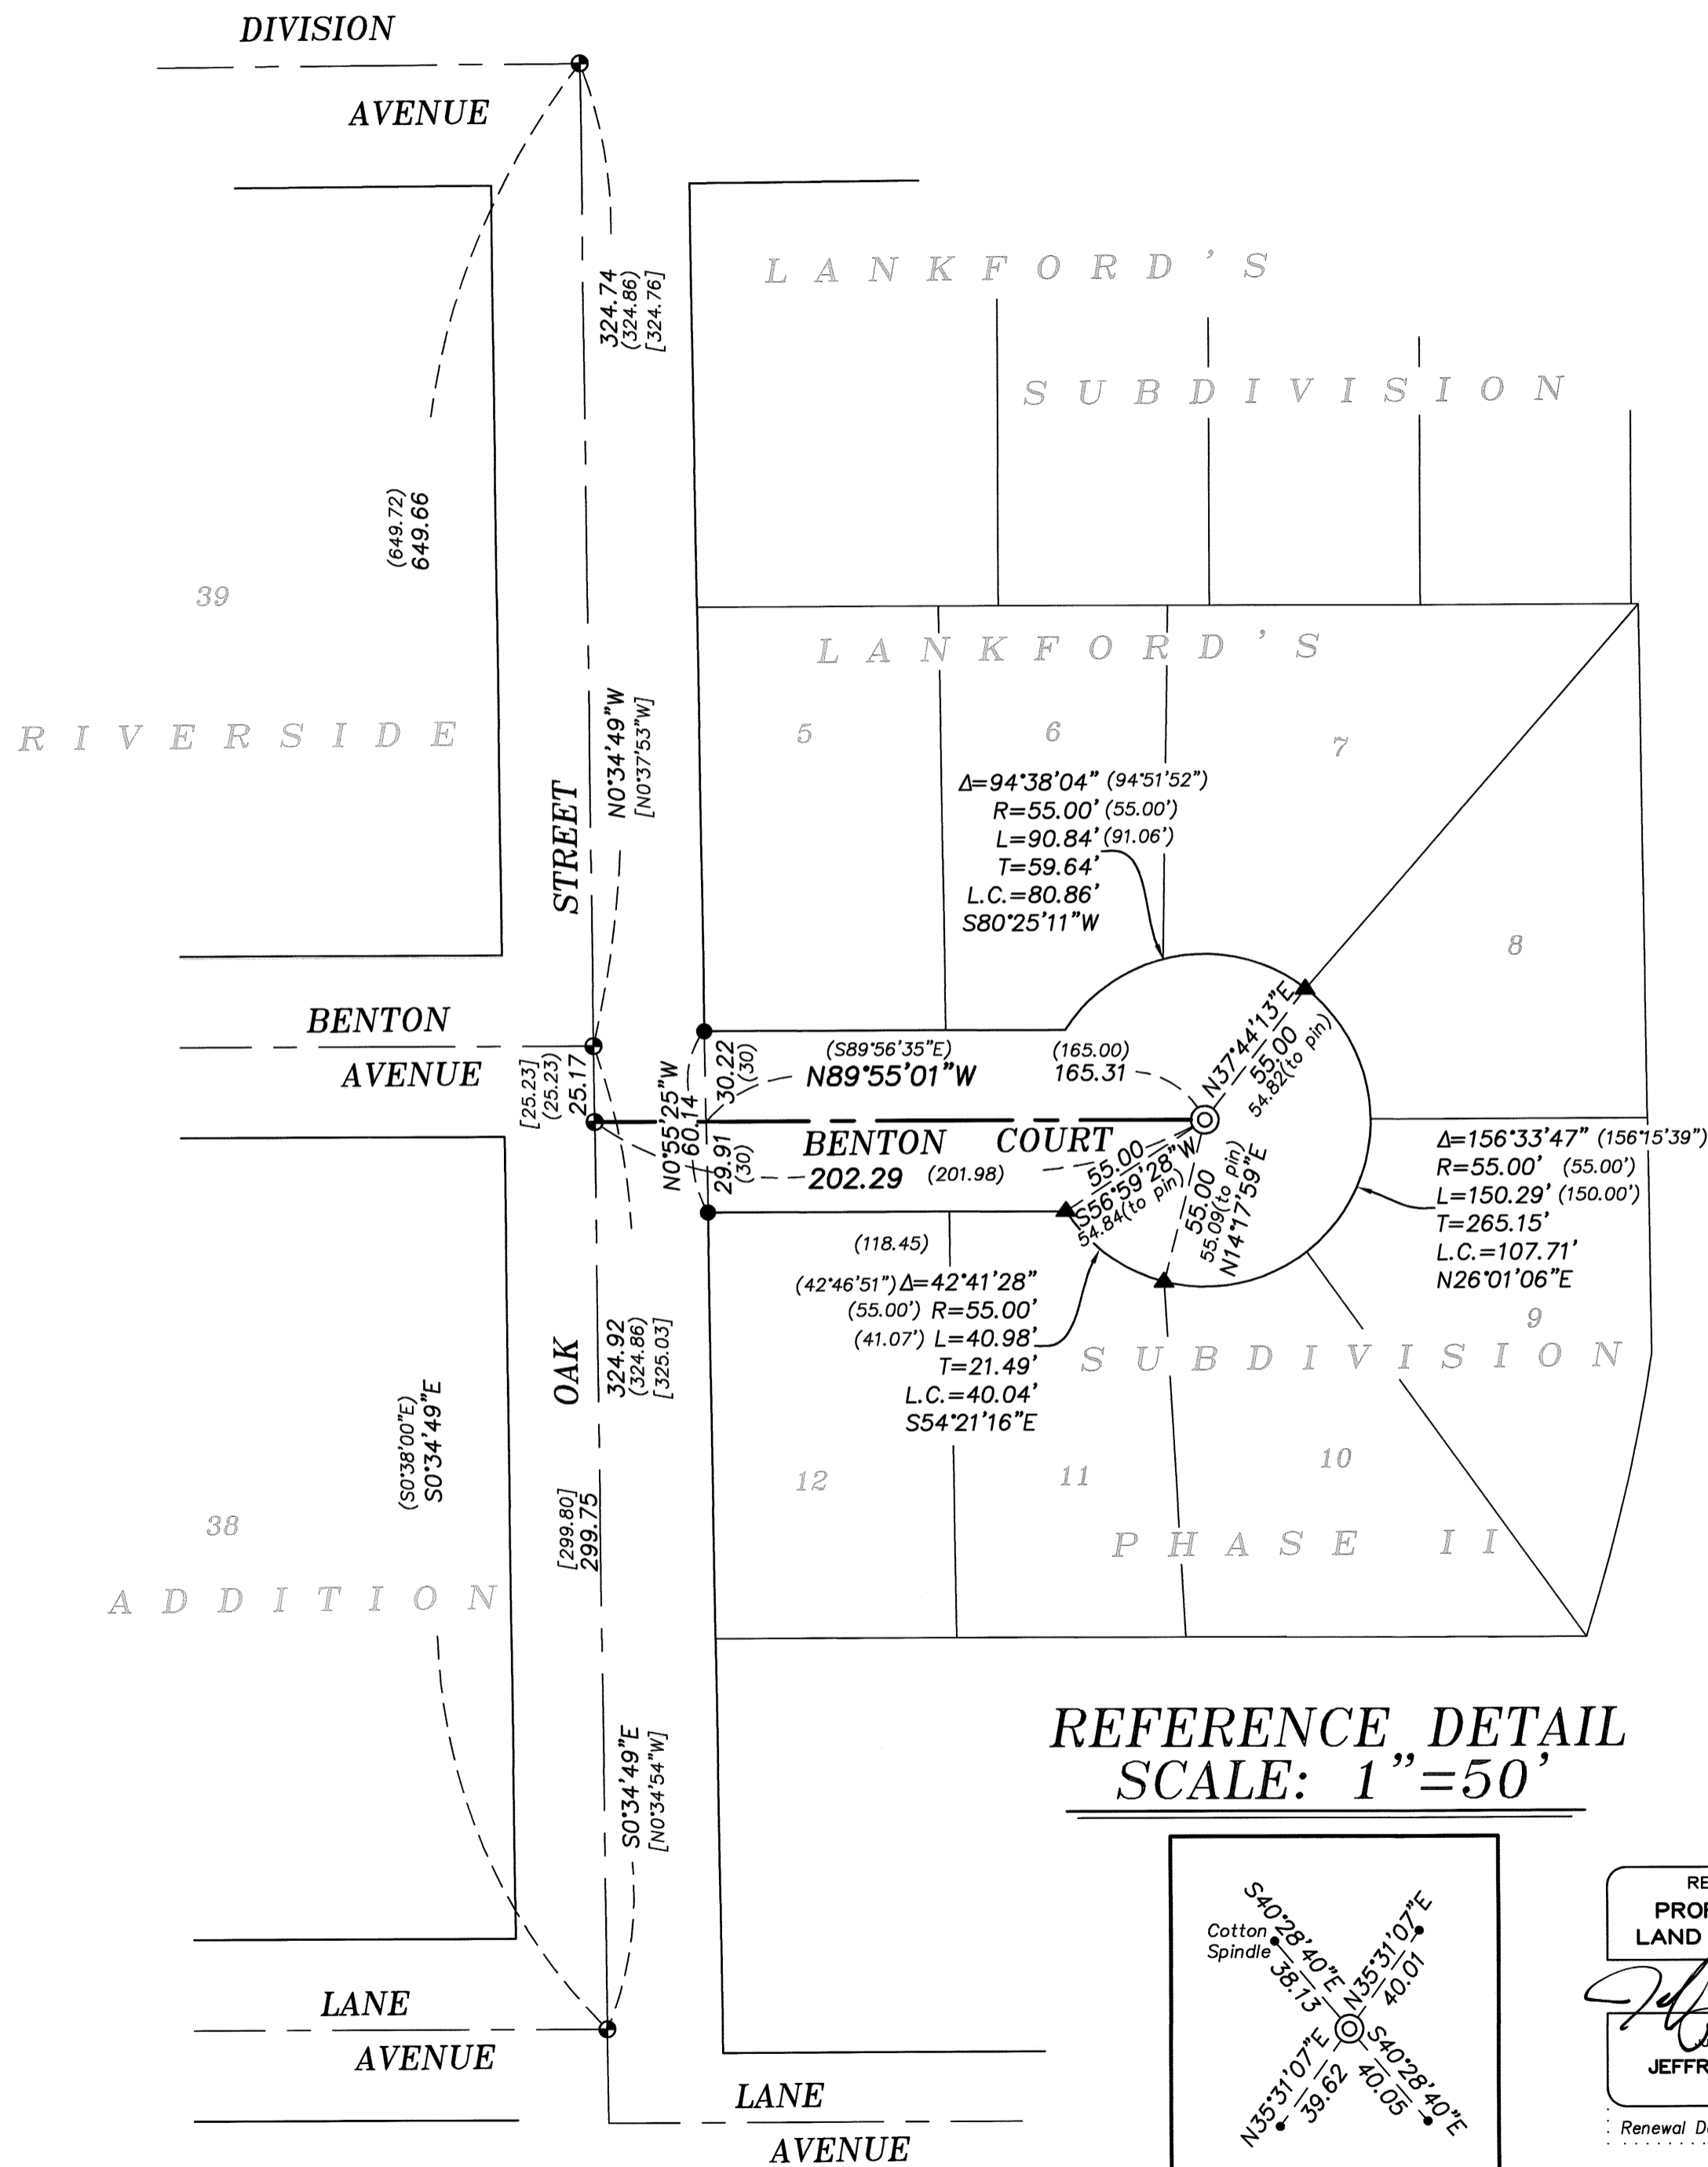 DIVISION
AVENUE
324.74
(324.86)
[324.76]
LANKFORD'S
SUBDIVISION
(649.72)
649.66
39
RIVERSIDE
N0°34'49"W
[N0°37'53"W]
STREET
LANKFORD'S
5
6
7
8
Δ=94°38'04" (94°51'52")
R=55.00' (55.00')
L=90.84' (91.06')
T=59.64'
L.C.=80.86'
S80°25'11"W
BENTON
AVENUE
[25.23]
(25.23)
25.17
N0°55'25"W
60.14
30.22
(30)
29.91
(30)
(S89°56'35"E)
N89°55'01"W
(165.00)
165.31
N37°44'13"E
55.00
54.82(to pin)
BENTON COURT
202.29 (201.98)
55.00
S56°59'28"W
54.84(to pin)
55.00
55.09(to pin)
N14°17'59"E
Δ=156°33'47" (156°15'39")
R=55.00' (55.00')
L=150.29' (150.00')
T=265.15'
L.C.=107.71'
N26°01'06"E
(118.45)
(42°46'51") Δ=42°41'28"
(55.00') R=55.00'
(41.07') L=40.98'
T=21.49'
L.C.=40.04'
S54°21'16"E
9
SUBDIVISION
OAK
324.92
(324.86)
[325.03]
(S0°38'00"E)
S0°34'49"E
[299.80]
299.75
38
ADDITION
12
11
10
PHASE II
S0°34'49"E
[N0°34'54"W]
REFERENCE DETAIL
SCALE: 1"=50'
LANE
AVENUE
LANE
AVENUE
Cotton
Spindle
S40°28'40"E
38.13
N35°31'07"E
40.01
N35°31'07"E
39.62
S40°28'40"E
40.05
RE
PROF
LAND
JEFFR
Renewal D